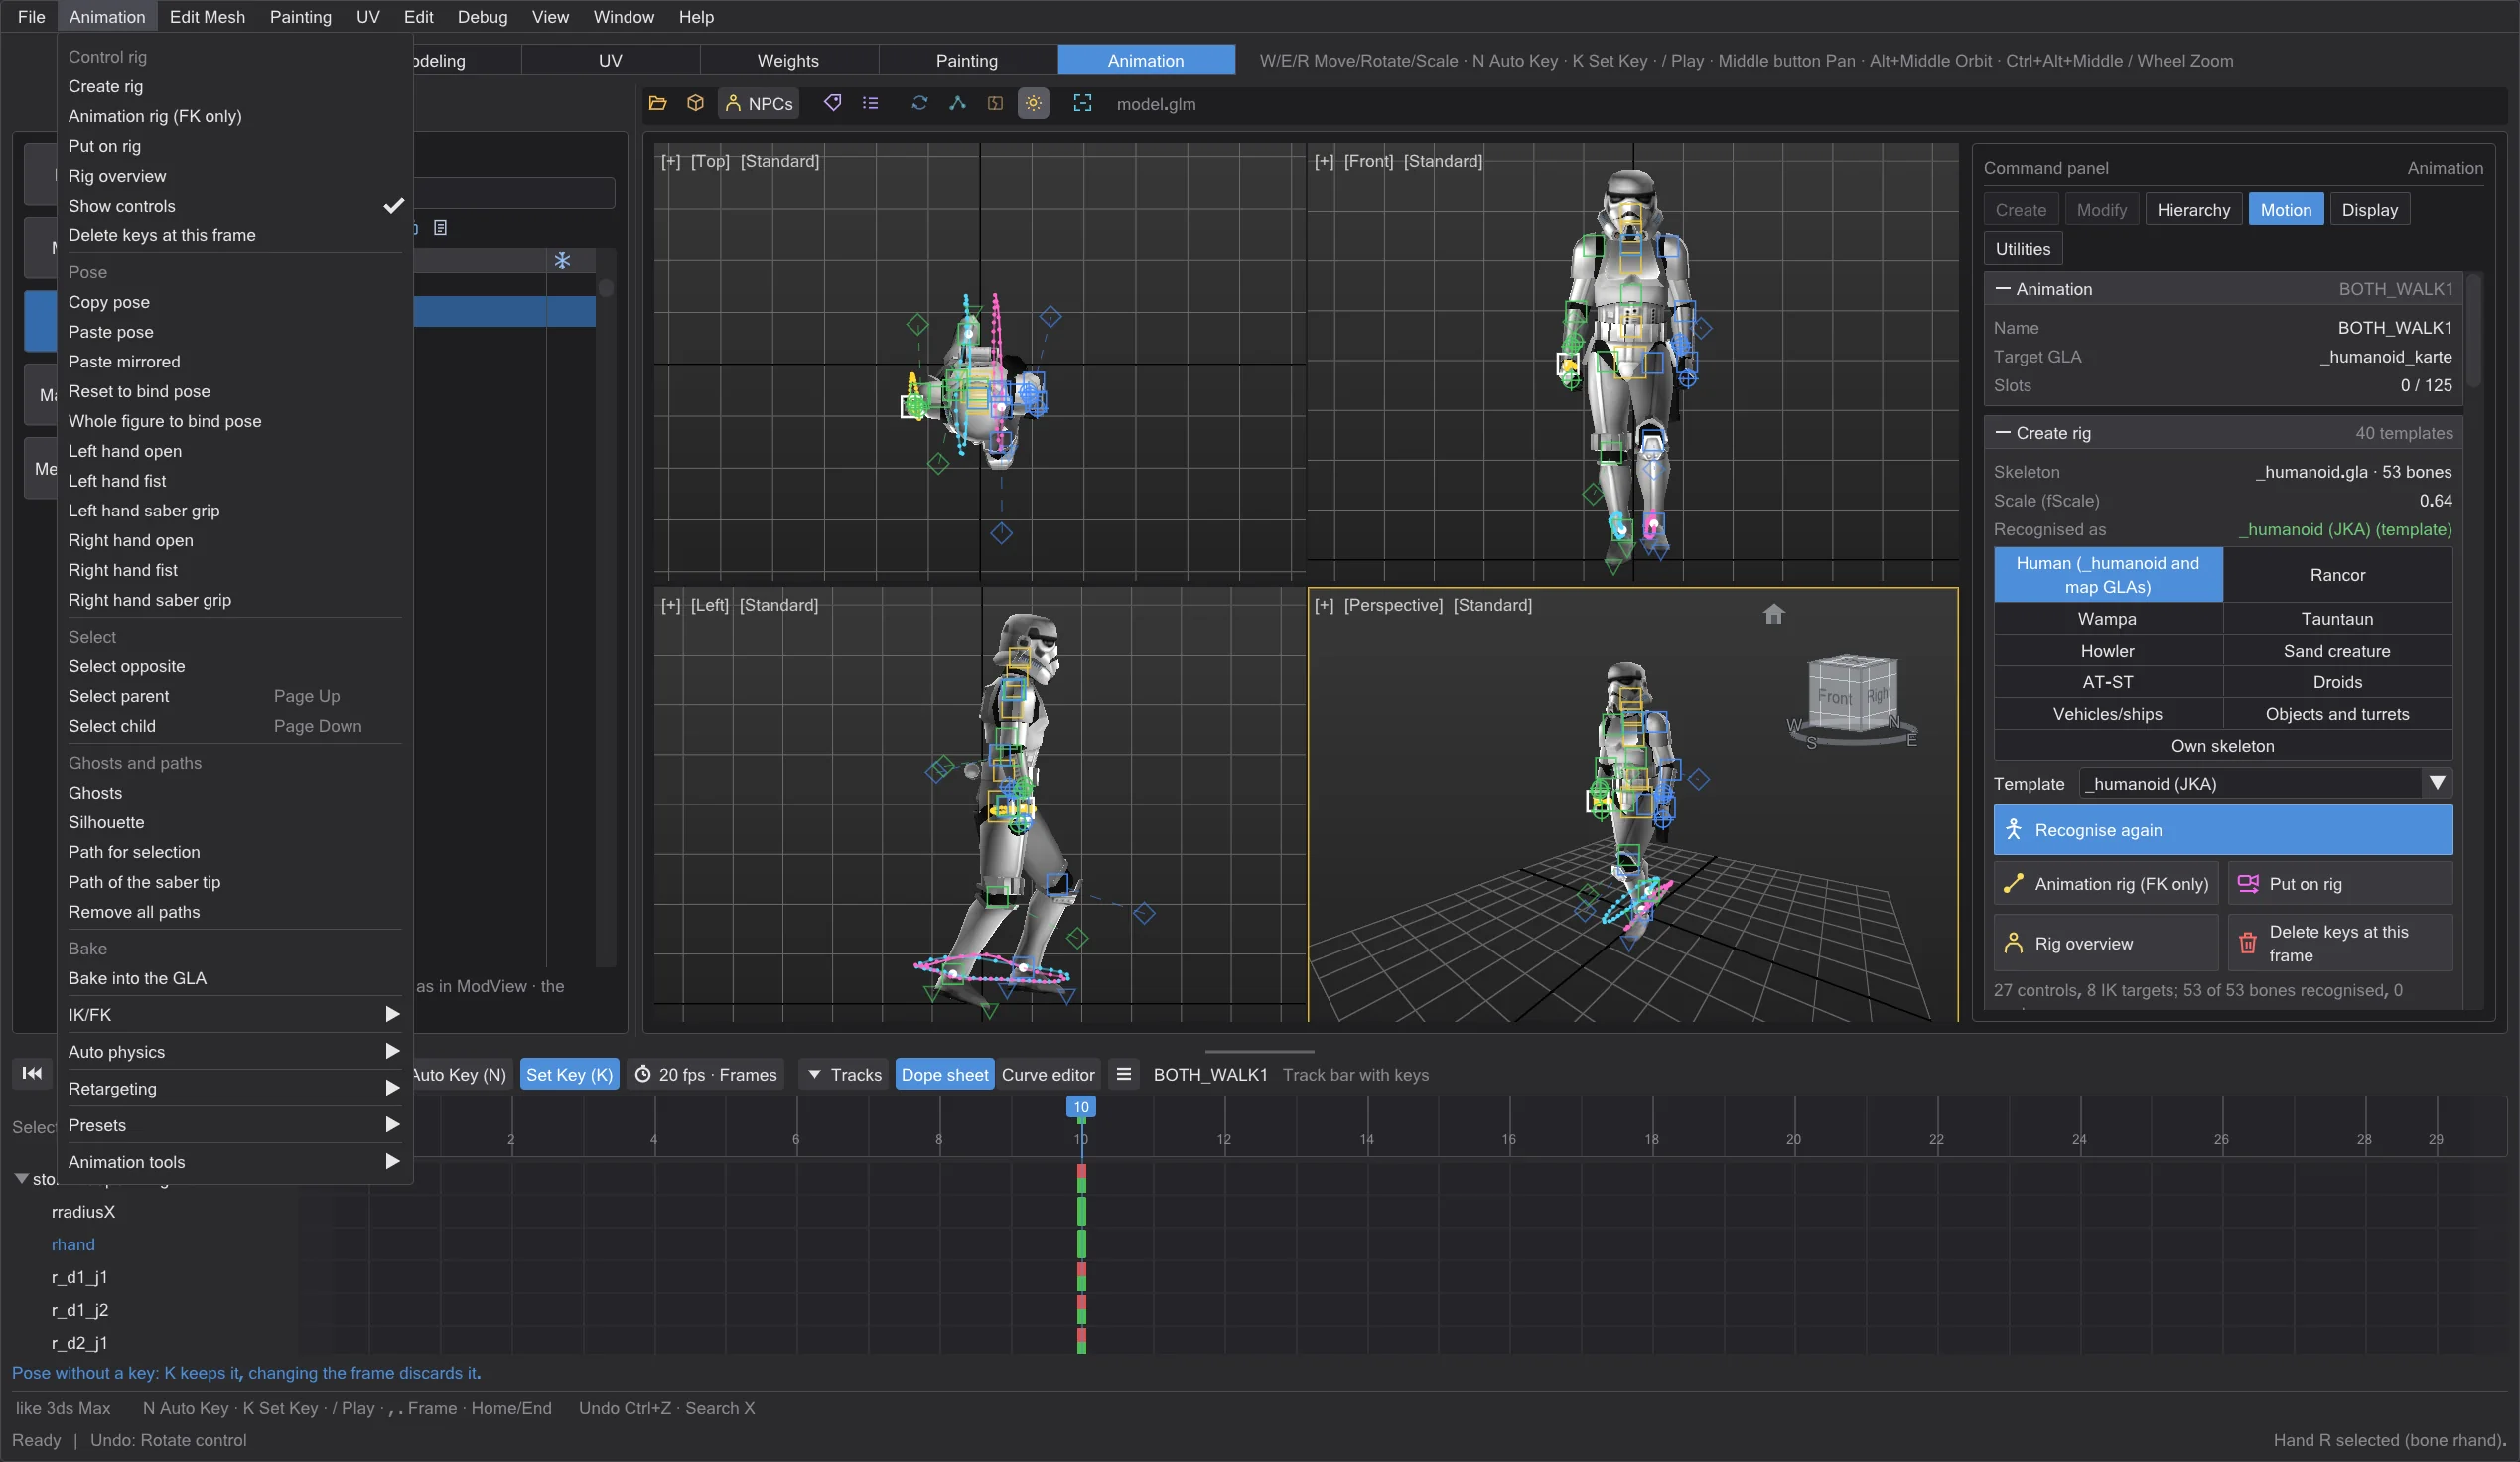 File Animation Edit Mesh Painting UV Edit Debug View Window Help
Control rig
Create rig
Animation rig (FK only)
Put on rig
Rig overview
Show controls
Delete keys at this frame
Pose
Copy pose
Paste pose
Paste mirrored
Reset to bind pose
Whole figure to bind pose
Left hand open
Left hand fist
Left hand saber grip
Right hand open
Right hand fist
Right hand saber grip
Select
Select opposite
Select parent Page Up
Select child Page Down
Ghosts and paths
Ghosts
Silhouette
Path for selection
Path of the saber tip
Remove all paths
Bake
Bake into the GLA
IK/FK
Auto physics
Retargeting
Presets
Animation tools
odeling UV Weights Painting Animation W/E/R Move/Rotate/Scale · N Auto Key · K Set Key · / Play · Middle button Pan · Alt+Middle Orbit · Ctrl+Alt+Middle / Wheel Zoom
NPCs model.glm
Ma
Me
as in ModView · the
[+] [Top] [Standard]
[+] [Front] [Standard]
[+] [Left] [Standard]
[+] [Perspective] [Standard]
Front Right
W S N E
Command panel Animation
Create Modify Hierarchy Motion Display
Utilities
Animation BOTH_WALK1
Name BOTH_WALK1
Target GLA _humanoid_karte
Slots 0 / 125
Create rig 40 templates
Skeleton _humanoid.gla · 53 bones
Scale (fScale) 0.64
Recognised as _humanoid (JKA) (template)
Human (_humanoid and
map GLAs)
Rancor
Wampa Tauntaun
Howler Sand creature
AT-ST Droids
Vehicles/ships Objects and turrets
Own skeleton
Template _humanoid (JKA)
Recognise again
Animation rig (FK only) Put on rig
Rig overview
Delete keys at this
frame
27 controls, 8 IK targets; 53 of 53 bones recognised, 0
Auto Key (N) Set Key (K) 20 fps · Frames Tracks Dope sheet Curve editor BOTH_WALK1 Track bar with keys
10
Select
2 4 6 8 10 12 14 16 18 20 22 24 26 28 29
sto
rradiusX
rhand
r_d1_j1
r_d1_j2
r_d2_j1
Pose without a key: K keeps it, changing the frame discards it.
like 3ds Max N Auto Key · K Set Key · / Play · , . Frame · Home/End Undo Ctrl+Z · Search X
Ready | Undo: Rotate control Hand R selected (bone rhand).